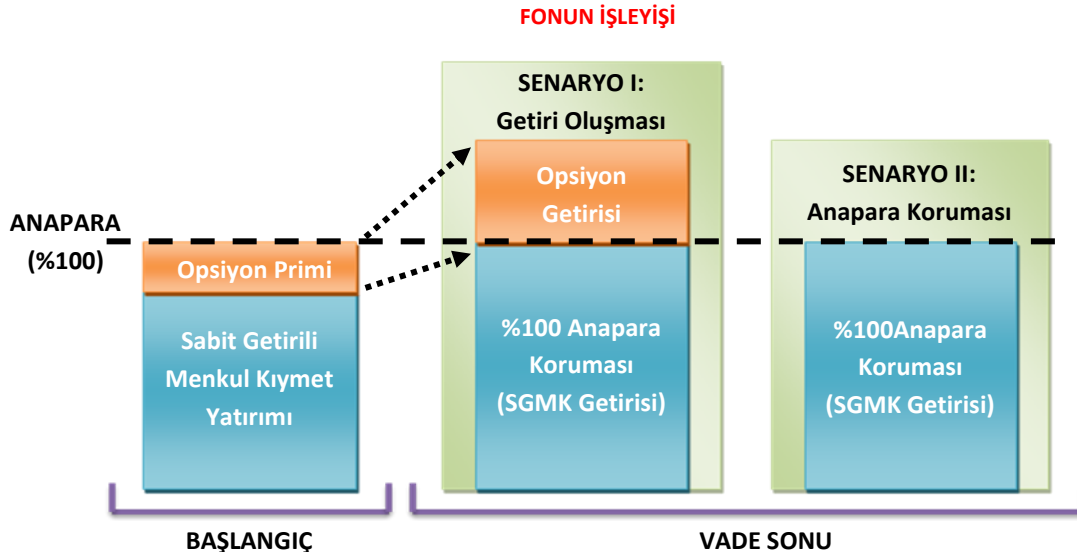 FONUN İŞLEYİŞİ
ANAPARA
(%100)
Opsiyon Primi
Sabit Getirili
Menkul Kıymet
Yatırımı
SENARYO I:
Getiri Oluşması
Opsiyon
Getirisi
%100 Anapara
Koruması
(SGMK Getirisi)
SENARYO II:
Anapara Koruması
%100Anapara
Koruması
(SGMK Getirisi)
BAŞLANGIÇ
VADE SONU